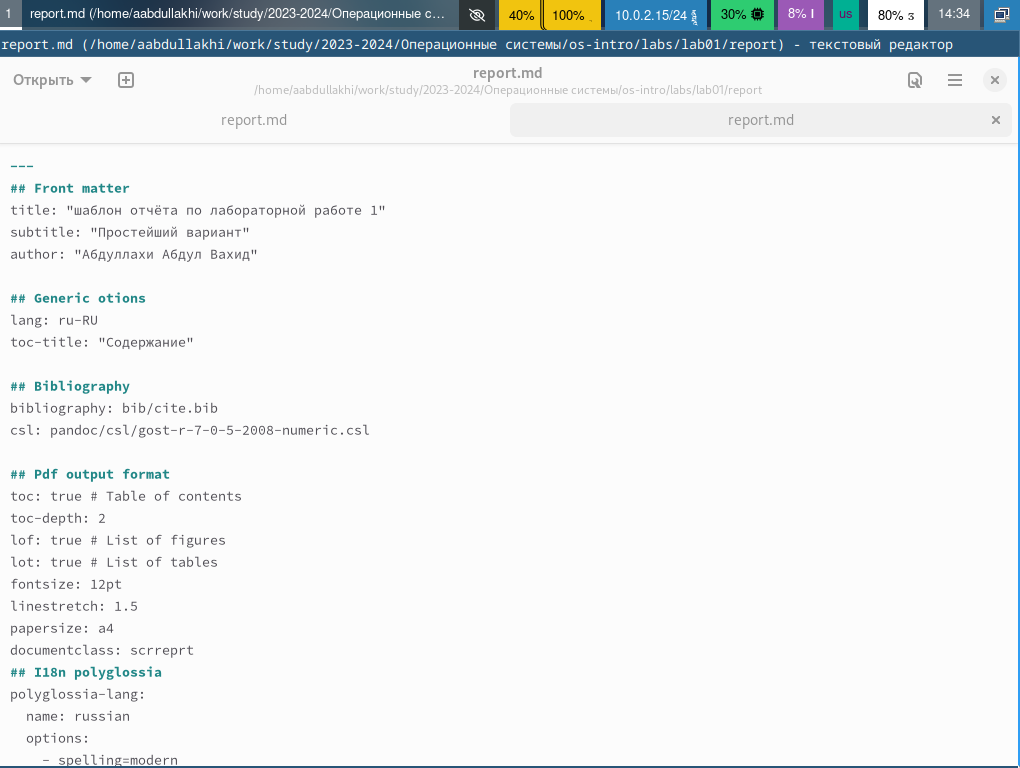 1 report.md (/home/aabdullakhi/work/study/2023-2024/Операционные с... 40% 100% 10.0.2.15/24 30% 8% us 80% 14:34
report.md (/home/aabdullakhi/work/study/2023-2024/Операционные системы/os-intro/labs/lab01/report) - текстовый редактор
Открыть report.md
/home/aabdullakhi/work/study/2023-2024/Операционные системы/os-intro/labs/lab01/report
report.md report.md
---
## Front matter
title: "шаблон отчёта по лабораторной работе 1"
subtitle: "Простейший вариант"
author: "Абдуллахи Абдул Вахид"
## Generic otions
lang: ru-RU
toc-title: "Содержание"
## Bibliography
bibliography: bib/cite.bib
csl: pandoc/csl/gost-r-7-0-5-2008-numeric.csl
## Pdf output format
toc: true # Table of contents
toc-depth: 2
lof: true # List of figures
lot: true # List of tables
fontsize: 12pt
linestretch: 1.5
papersize: a4
documentclass: scrreprt
## I18n polyglossia
polyglossia-lang:
name: russian
options:
- spelling=modern